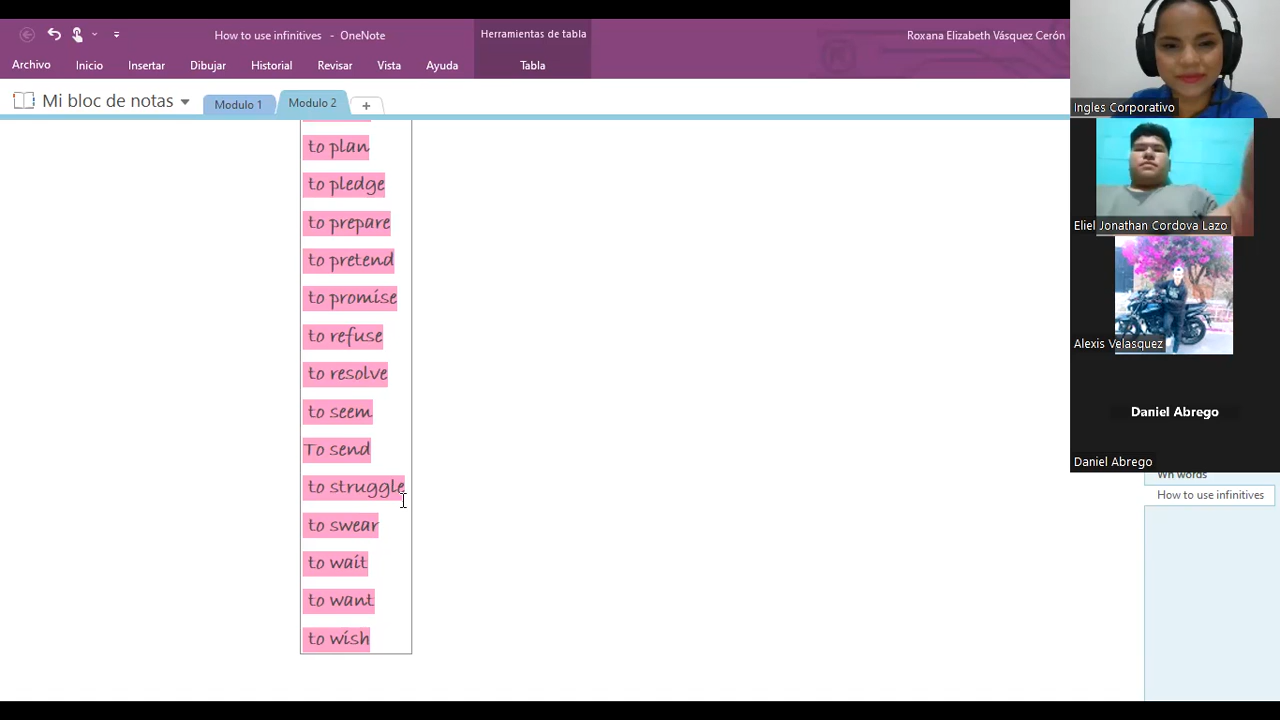 How to use infinitives - OneNote
Herramientas de tabla
Roxana Elizabeth Vásquez Cerón
Archivo
Inicio
Insertar
Dibujar
Historial
Revisar
Vista
Ayuda
Tabla
Mi bloc de notas
Modulo 1
Modulo 2
to plan
to pledge
to prepare
to pretend
to promise
to refuse
to resolve
to seem
To send
to struggle
to swear
to wait
to want
to wish
Ingles Corporativo
Eliel Jonathan Cordova Lazo
Alexis Velasquez
Daniel Abrego
Daniel Abrego
Wh words
How to use infinitives